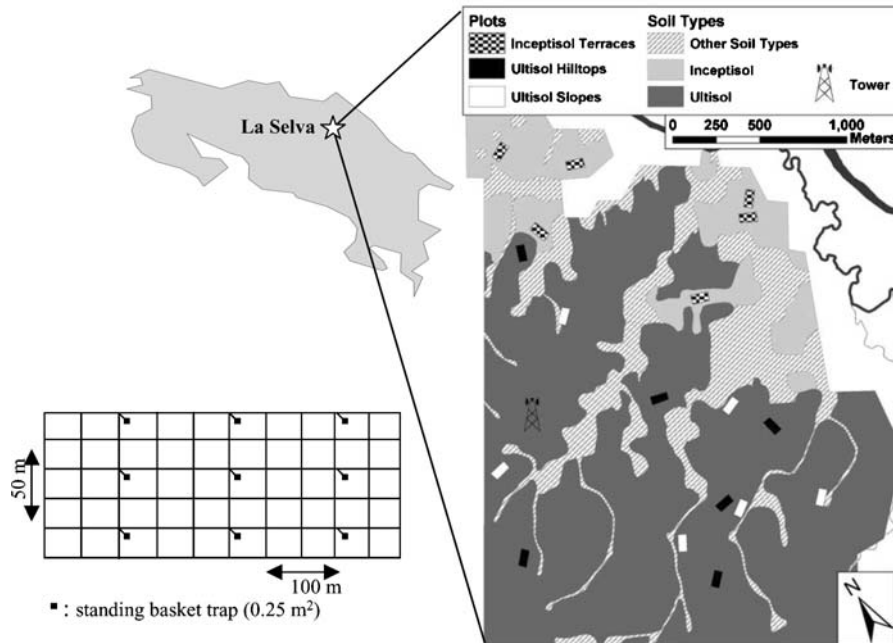 Plots
Inceptisol Terraces
Ultisol Hilltops
Ultisol Slopes
Soil Types
Other Soil Types
Inceptisol
Ultisol
Tower
0 250 500 1,000
Meters
La Selva
50 m
100 m
: standing basket trap (0.25 m²)
N